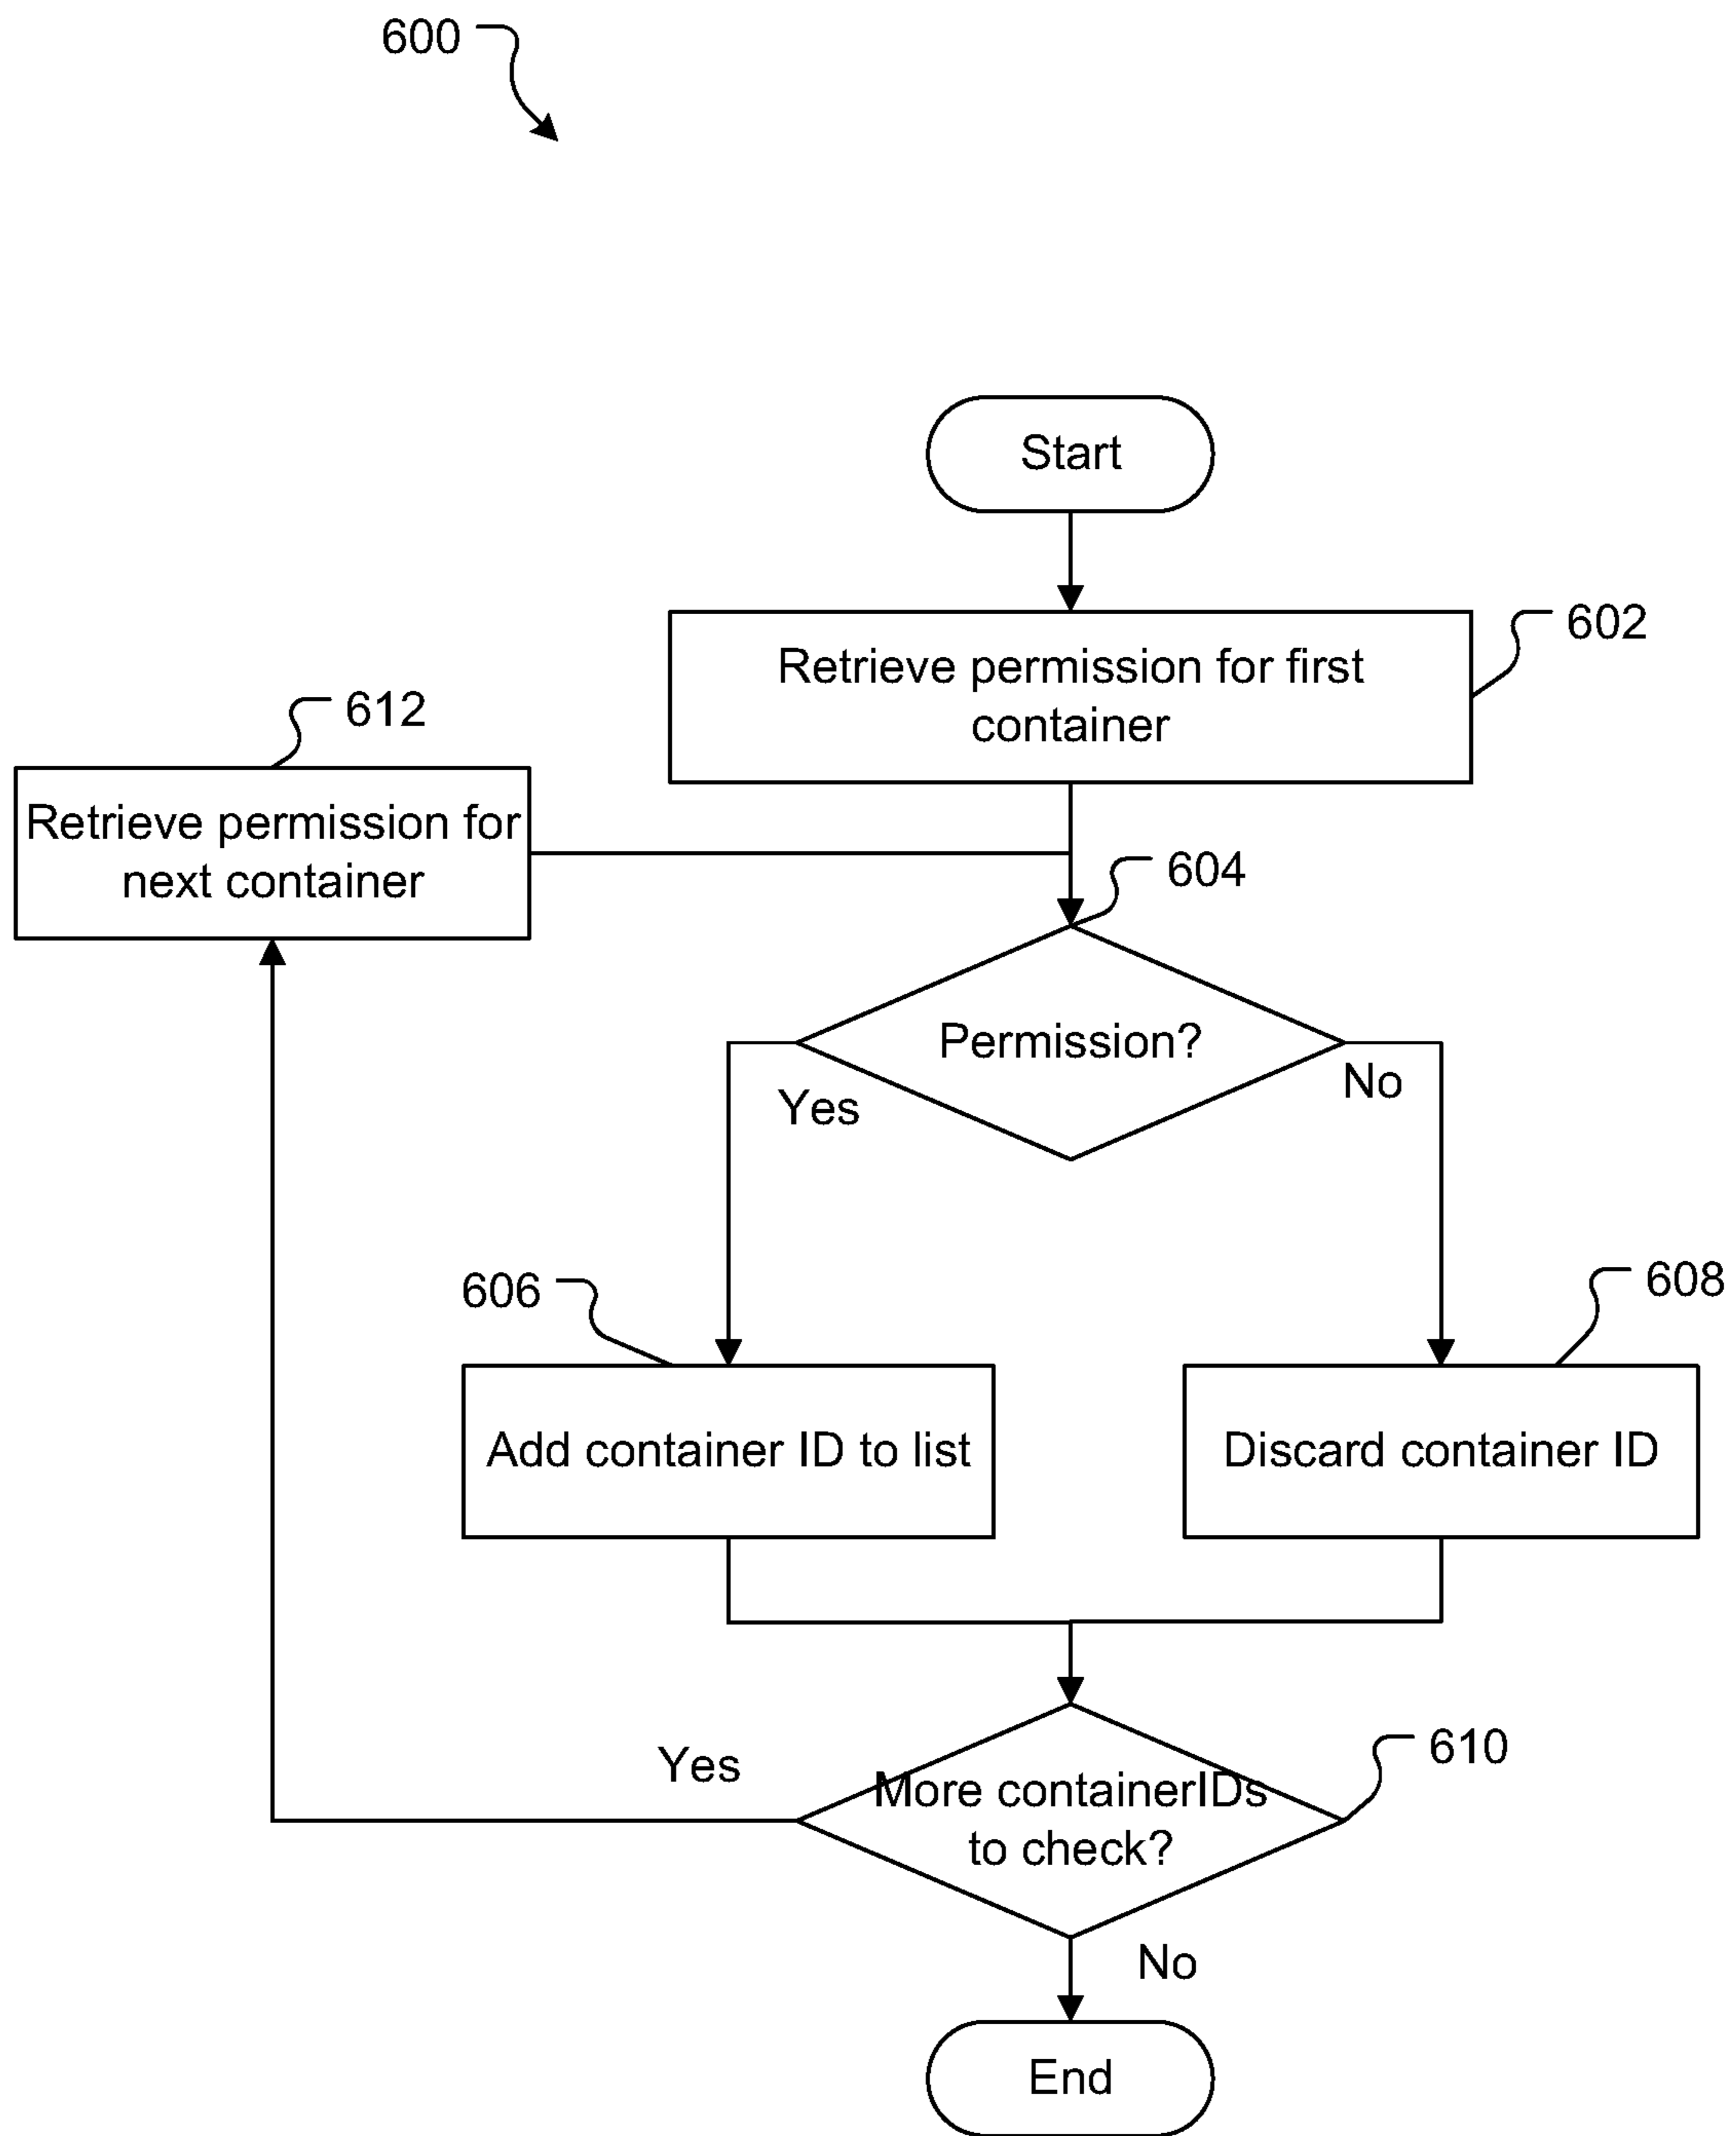 600
Start
Retrieve permission for first
container
602
612
Retrieve permission for
next container
604
Permission?
Yes
No
606
608
Add container ID to list
Discard container ID
Yes
More containerIDs
to check?
610
No
End